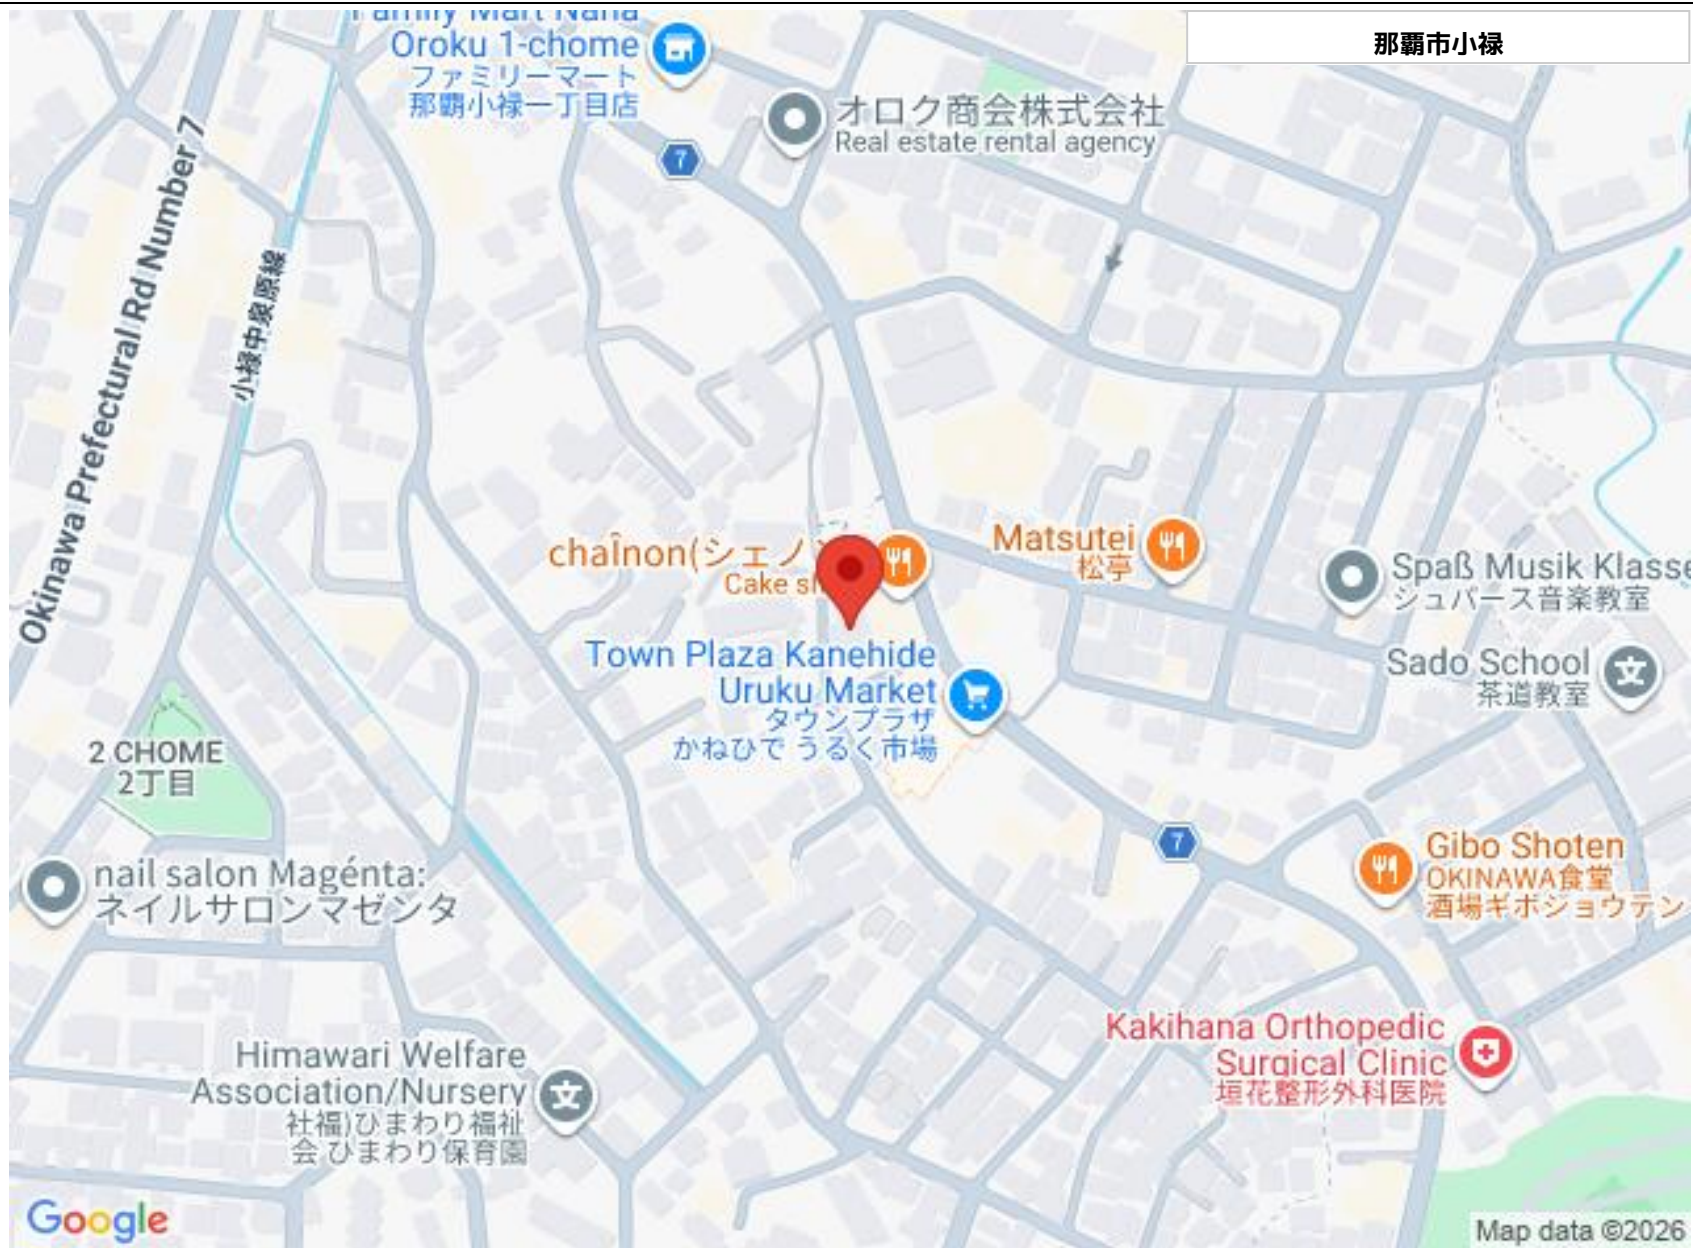 Family Mart Naha
Oroku 1-chome
ファミリーマート
那覇小禄一丁目店
那覇市小禄
オロク商会株式会社
Real estate rental agency
7
Okinawa Prefectural Rd Number 7
小禄中泉原線
chaînon(シェノ
Cake
Matsutei
松亭
Spaß Musik Klasse
シュパース音楽教室
Town Plaza Kanehide
Uruku Market
タウンプラザ
かねひで うるく市場
Sado School
茶道教室
2 CHOME
2丁目
7
Gibo Shoten
OKINAWA食堂
酒場ギボジョウテン
nail salon Magénta:
ネイルサロンマゼンタ
Kakihana Orthopedic
Surgical Clinic
垣花整形外科医院
Himawari Welfare
Association/Nursery
社福)ひまわり福祉
会 ひまわり保育園
Google
Map data ©2026